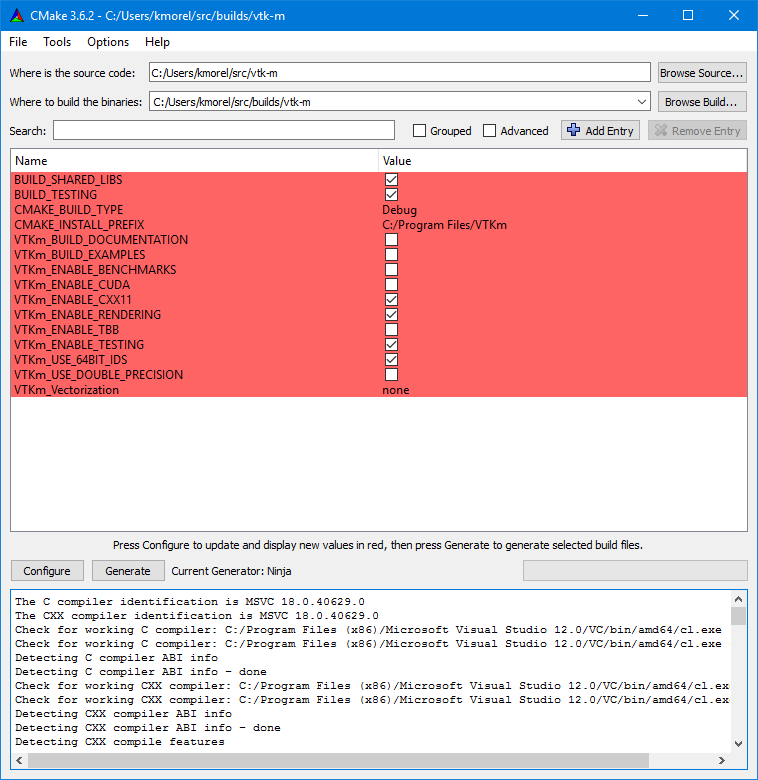 CMake 3.6.2 - C:/Users/kmorel/src/builds/vtk-m
File Tools Options Help
Where is the source code: C:/Users/kmorel/src/vtk-m Browse Source...
Where to build the binaries: C:/Users/kmorel/src/builds/vtk-m Browse Build...
Search: Grouped Advanced Add Entry Remove Entry
Name Value
BUILD_SHARED_LIBS
BUILD_TESTING
CMAKE_BUILD_TYPE Debug
CMAKE_INSTALL_PREFIX C:/Program Files/VTKm
VTKm_BUILD_DOCUMENTATION
VTKm_BUILD_EXAMPLES
VTKm_ENABLE_BENCHMARKS
VTKm_ENABLE_CUDA
VTKm_ENABLE_CXX11
VTKm_ENABLE_RENDERING
VTKm_ENABLE_TBB
VTKm_ENABLE_TESTING
VTKm_USE_64BIT_IDS
VTKm_USE_DOUBLE_PRECISION
VTKm_Vectorization none
Press Configure to update and display new values in red, then press Generate to generate selected build files.
Configure Generate Current Generator: Ninja
The C compiler identification is MSVC 18.0.40629.0
The CXX compiler identification is MSVC 18.0.40629.0
Check for working C compiler: C:/Program Files (x86)/Microsoft Visual Studio 12.0/VC/bin/amd64/cl.exe
Check for working C compiler: C:/Program Files (x86)/Microsoft Visual Studio 12.0/VC/bin/amd64/cl.exe
Detecting C compiler ABI info
Detecting C compiler ABI info - done
Check for working CXX compiler: C:/Program Files (x86)/Microsoft Visual Studio 12.0/VC/bin/amd64/cl.ex
Check for working CXX compiler: C:/Program Files (x86)/Microsoft Visual Studio 12.0/VC/bin/amd64/cl.ex
Detecting CXX compiler ABI info
Detecting CXX compiler ABI info - done
Detecting CXX compile features